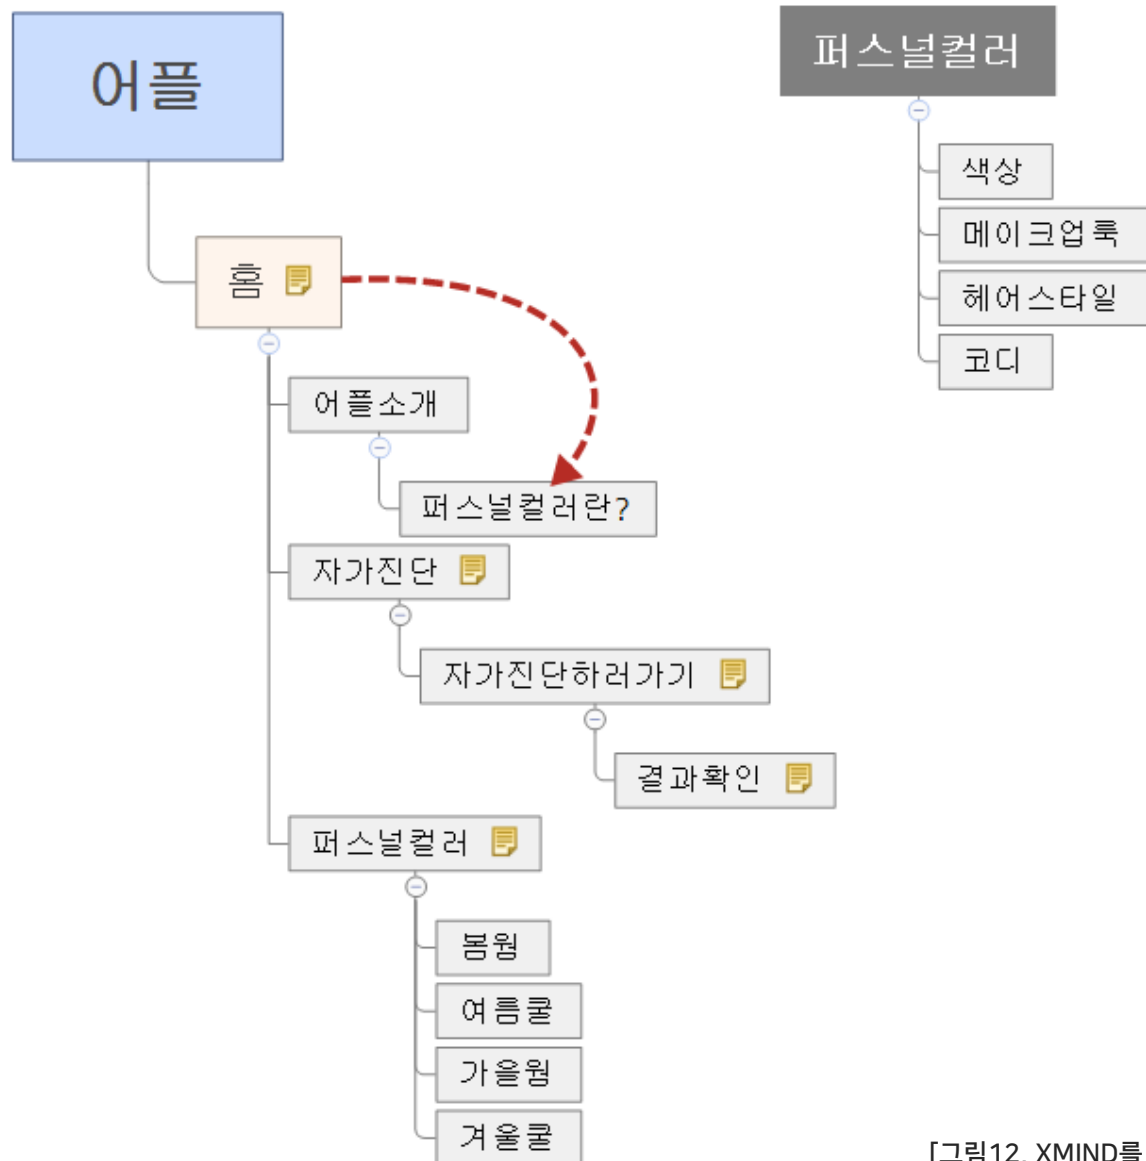 어플
홈
어플소개
퍼스널컬러란?
자가진단
자가진단하러가기
결과확인
퍼스널컬러
봄웜
여름쿨
가을웜
겨울쿨
퍼스널컬러
색상
메이크업룩
헤어스타일
코디
[그림12. XMIND를